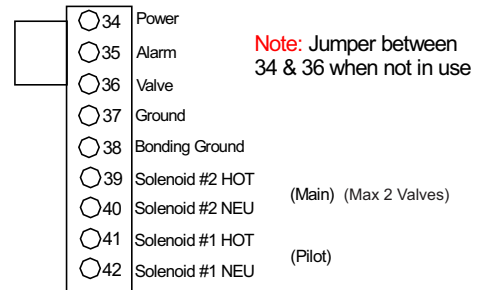 34 Power
35 Alarm
Note: Jumper between
34 & 36 when not in use
36 Valve
37 Ground
38 Bonding Ground
39 Solenoid #2 HOT
(Main) (Max 2 Valves)
40 Solenoid #2 NEU
41 Solenoid #1 HOT
(Pilot)
42 Solenoid #1 NEU